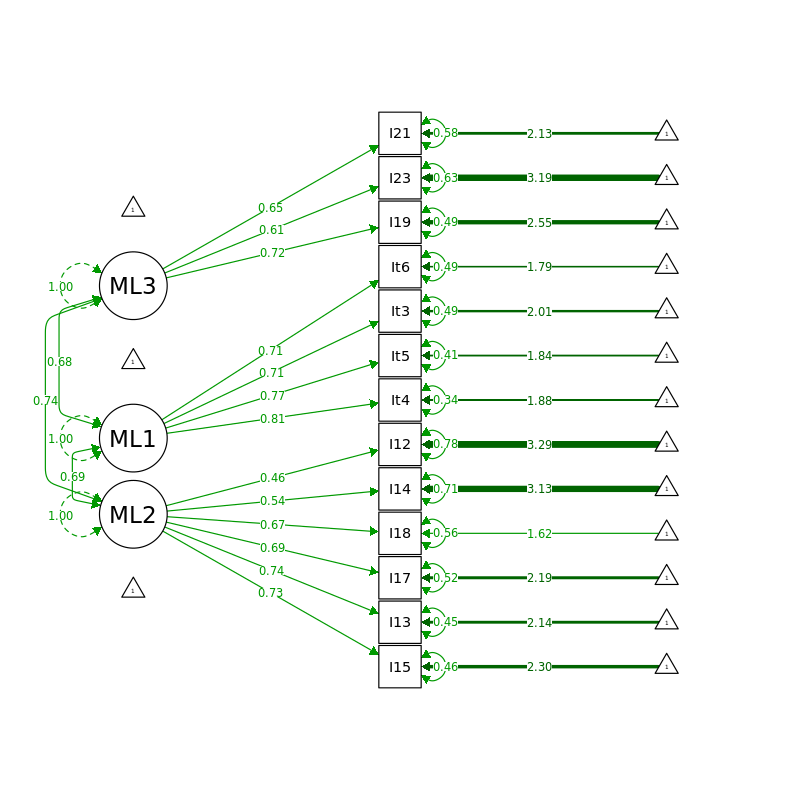 I21 0.58 2.13 1
I23 0.63 3.19 1
0.65
1 I19 0.49 2.55 1
0.61
0.72
It6 0.49 1.79 1
ML3
1.00
It3 0.49 2.01 1
0.71
1 It5 0.41 1.84 1
0.68
0.71
0.77
0.74 It4 0.34 1.88 1
0.81
ML1
1.00
I12 0.78 3.29 1
0.69 0.46
I14 0.71 3.13 1
0.54
ML2
1.00
0.67 I18 0.56 1.62 1
0.69
0.74 I17 0.52 2.19 1
1
0.73
I13 0.45 2.14 1
I15 0.46 2.30 1